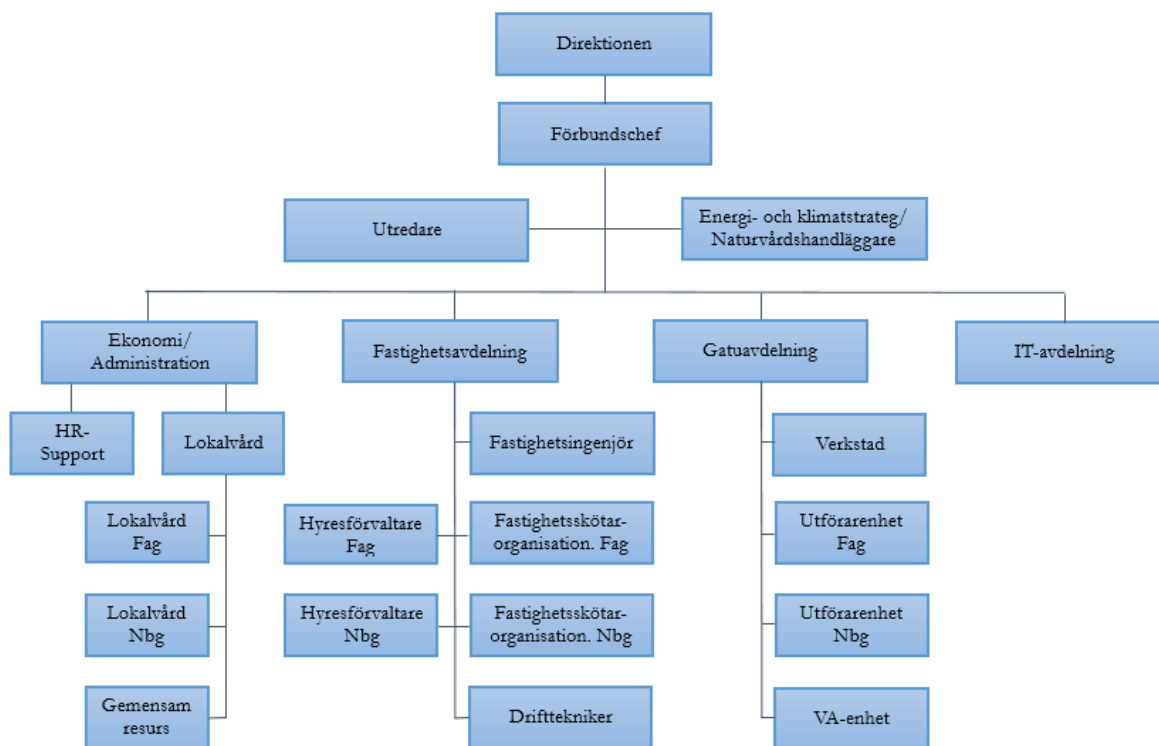 Direktionen
Förbundschef
Utredare
Energi- och klimatstrateg/
Naturvårdshandläggare
Ekonomi/
Administration
Fastighetsavdelning
Gatuavdelning
IT-avdelning
HR-
Support
Lokalvård
Fastighetsingenjör
Verkstad
Lokalvård
Fag
Hyresförvaltare
Fag
Fastighetsskötar-
organisation. Fag
Utförarenhet
Fag
Lokalvård
Nbg
Hyresförvaltare
Nbg
Fastighetsskötar-
organisation. Nbg
Utförarenhet
Nbg
Gemensam
resurs
Drifttekniker
VA-enhet